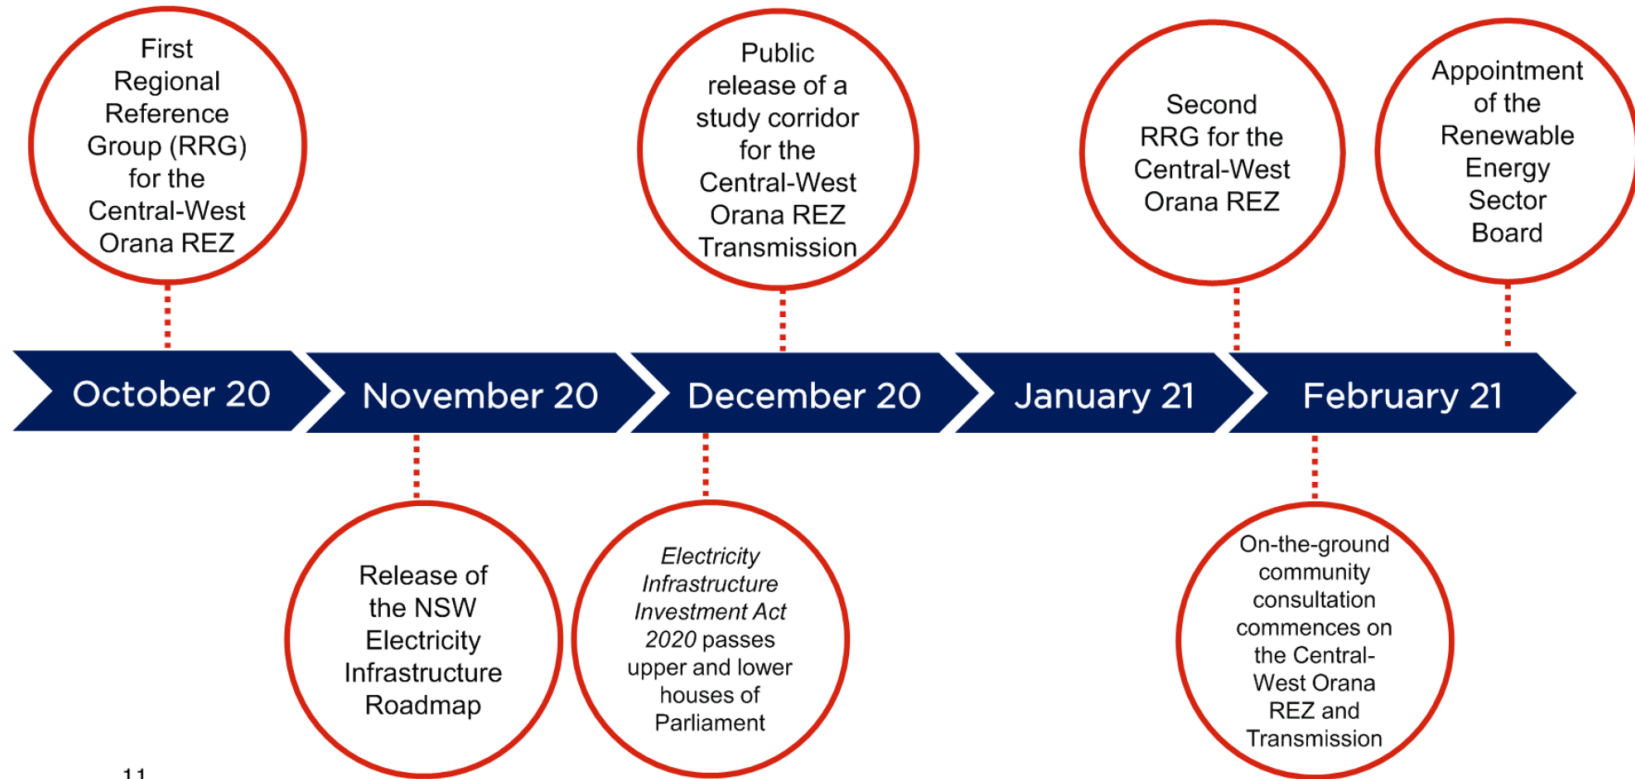 First
Regional
Reference
Group (RRG)
for the
Central-West
Orana REZ
Public
release of a
study corridor
for the
Central-West
Orana REZ
Transmission
Second
RRG for the
Central-West
Orana REZ
Appointment
of the
Renewable
Energy
Sector
Board
October 20
November 20
December 20
January 21
February 21
Release of
the NSW
Electricity
Infrastructure
Roadmap
Electricity
Infrastructure
Investment Act
2020 passes
upper and lower
houses of
Parliament
On-the-ground
community
consultation
commences on
the Central-
West Orana
REZ and
Transmission
11